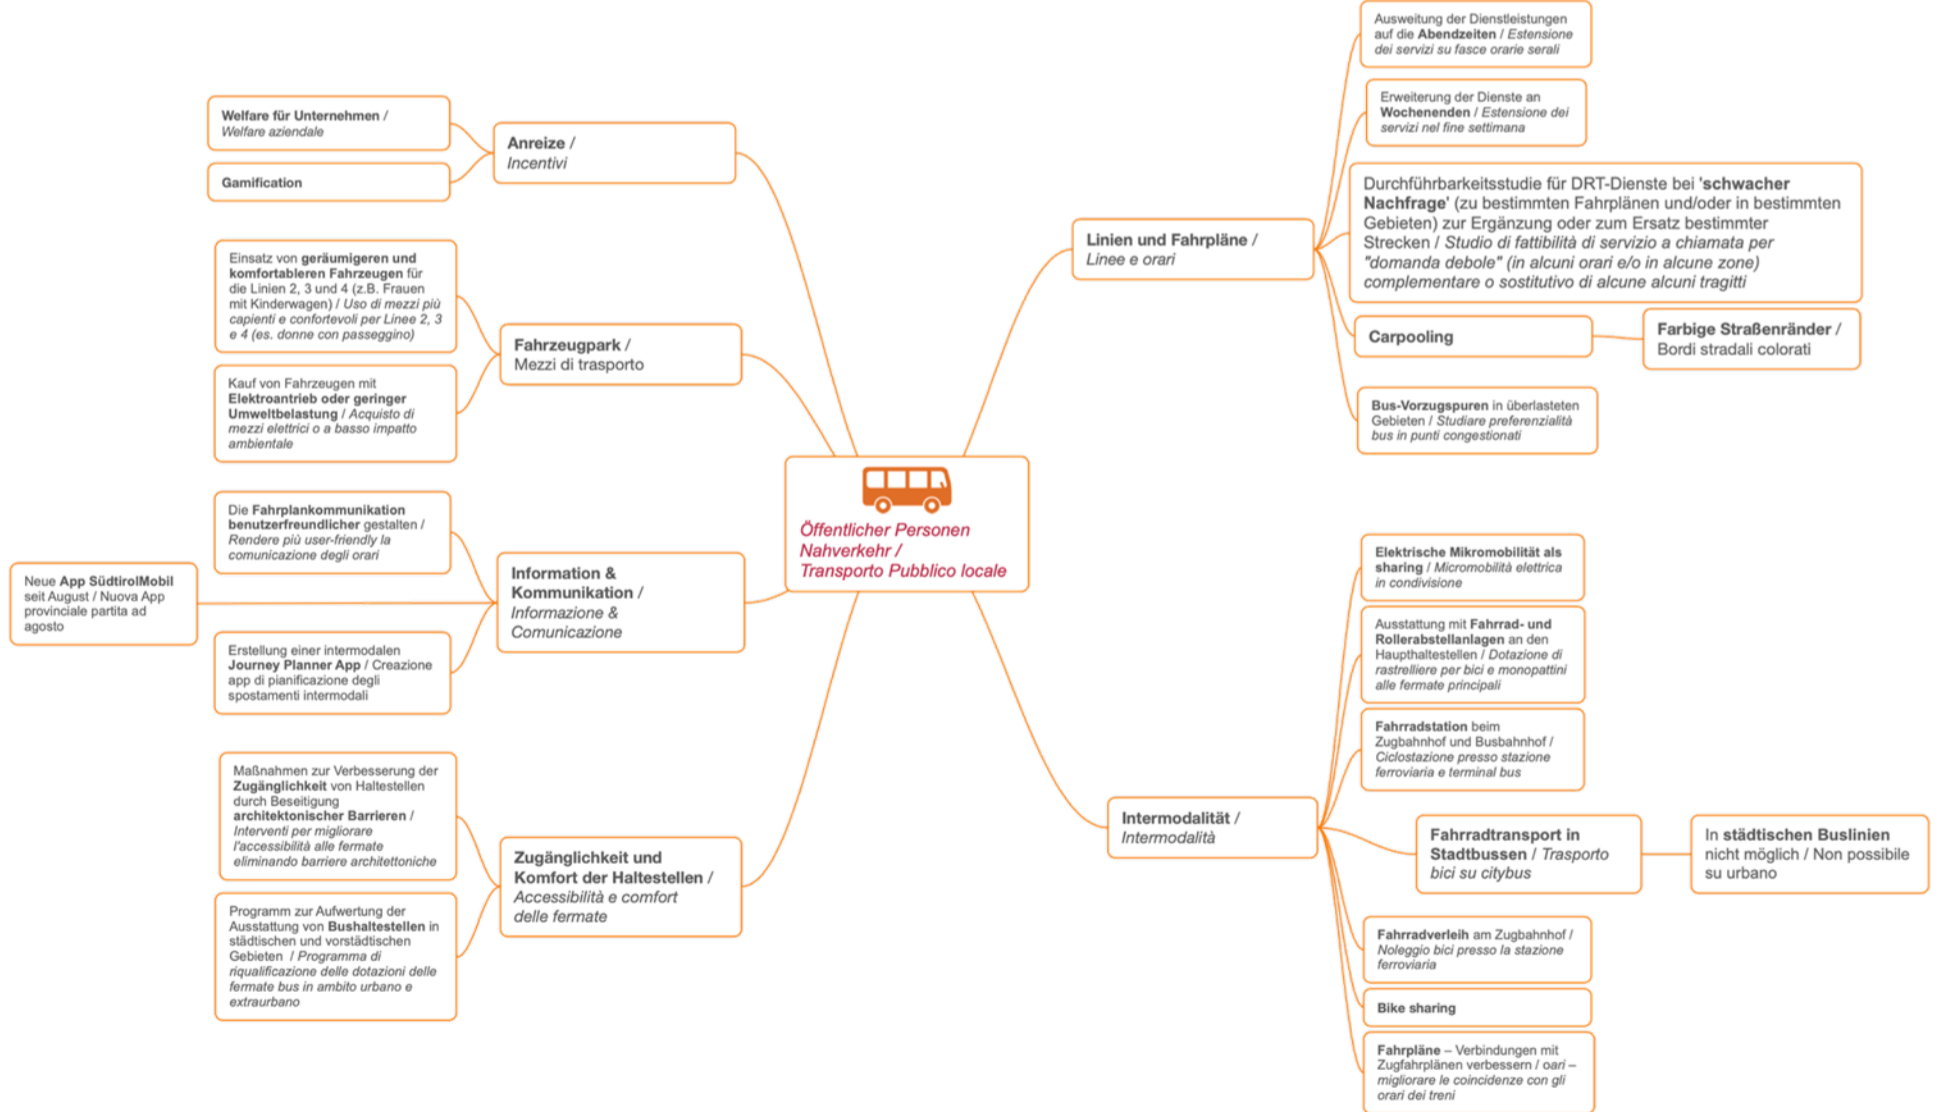 Öffentlicher Personen
Nahverkehr /
Transporto Pubblico locale
Anreize /
Incentivi
Welfare für Unternehmen /
Welfare aziendale
Gamification
Fahrzeugpark /
Mezzi di trasporto
Einsatz von geräumigeren und
komfortableren Fahrzeugen für
die Linien 2, 3 und 4 (z.B. Frauen
mit Kinderwagen) / Uso di mezzi più
capienti e confortevoli per Linee 2, 3
e 4 (es. donne con passeggino)
Kauf von Fahrzeugen mit
Elektroantrieb oder geringer
Umweltbelastung / Acquisto di
mezzi elettrici o a basso impatto
ambientale
Information &
Kommunikation /
Informazione &
Comunicazione
Die Fahrplankommunikation
benutzerfreundlicher gestalten /
Rendere più user-friendly la
comunicazione degli orari
Neue App SüdtirolMobil
seit August / Nuova App
provinciale partita ad
agosto
Erstellung einer intermodalen
Journey Planner App / Creazione
app di pianificazione degli
spostamenti intermodali
Zugänglichkeit und
Komfort der Haltestellen /
Accessibilità e comfort
delle fermate
Maßnahmen zur Verbesserung der
Zugänglichkeit von Haltestellen
durch Beseitigung
architektonischer Barrieren /
Interventi per migliorare
l'accessibilità alle fermate
eliminando barriere architettoniche
Programm zur Aufwertung der
Ausstattung von Bushaltestellen in
städtischen und vorstädtischen
Gebieten / Programma di
riqualificazione delle dotazioni delle
fermate bus in ambito urbano e
extraurbano
Linien und Fahrpläne /
Linee e orari
Ausweitung der Dienstleistungen
auf die Abendzeiten / Estensione
dei servizi su fasce orarie serali
Erweiterung der Dienste an
Wochenenden / Estensione dei
servizi nel fine settimana
Durchführbarkeitsstudie für DRT-Dienste bei 'schwacher
Nachfrage' (zu bestimmten Fahrplänen und/oder in bestimmten
Gebieten) zur Ergänzung oder zum Ersatz bestimmter
Strecken / Studio di fattibilità di servizio a chiamata per
"domanda debole" (in alcuni orari e/o in alcune zone)
complementare o sostitutivo di alcune alcuni tragitti
Carpooling
Farbige Straßenränder /
Bordi stradali colorati
Bus-Vorzugspuren in überlasteten
Gebieten / Studiare preferenzialità
bus in punti congestionati
Intermodalität /
Intermodalità
Elektrische Mikromobilität als
sharing / Micromobilità elettrica
in condivisione
Ausstattung mit Fahrrad- und
Rollerabstellanlagen an den
Haupthaltestellen / Dotazione di
rastrelliere per bici e monopattini
alle fermate principali
Fahrradstation beim
Zugbahnhof und Busbahnhof /
Ciclostazione presso stazione
ferroviaria e terminal bus
Fahrradtransport in
Stadtbussen / Trasporto
bici su citybus
In städtischen Buslinien
nicht möglich / Non possibile
su urbano
Fahrradverleih am Zugbahnhof /
Noleggio bici presso la stazione
ferroviaria
Bike sharing
Fahrpläne – Verbindungen mit
Zugfahrplänen verbessern / oari –
migliorare le coincidenze con gli
orari dei treni